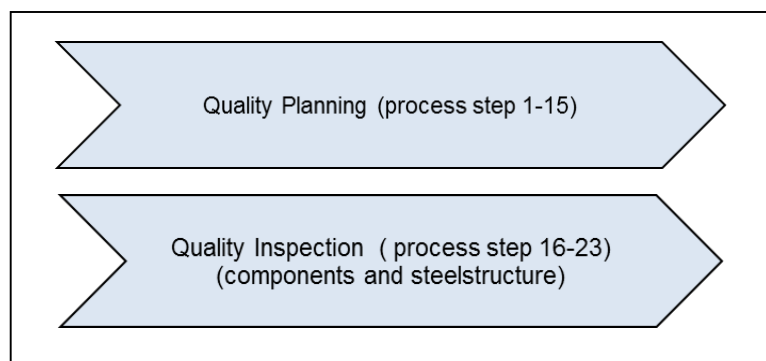 Quality Planning (process step 1-15)
Quality Inspection ( process step 16-23)
(components and steelstructure)